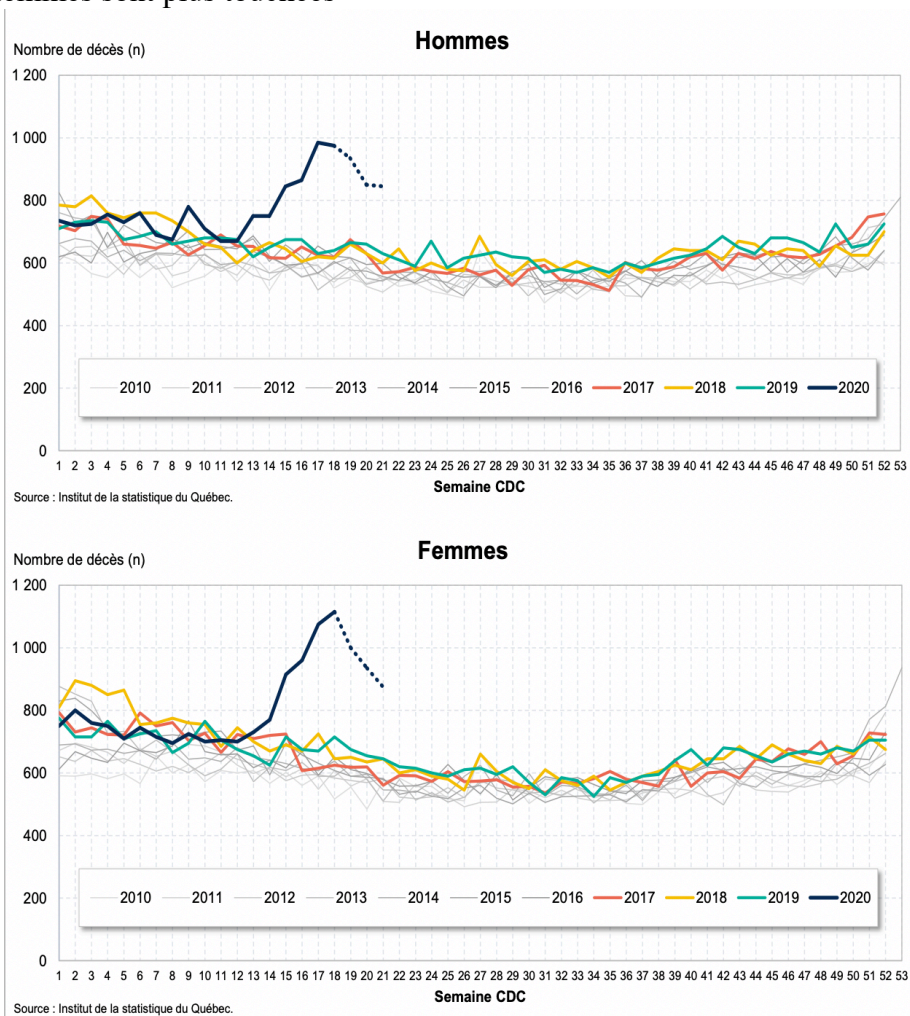 femmes sont plus touchées
Hommes
Nombre de décès (n)
1 200
1 000
800
600
400
200
0
2010 2011 2012 2013 2014 2015 2016 2017 2018 2019 2020
1 2 3 4 5 6 7 8 9 10 11 12 13 14 15 16 17 18 19 20 21 22 23 24 25 26 27 28 29 30 31 32 33 34 35 36 37 38 39 40 41 42 43 44 45 46 47 48 49 50 51 52 53
Semaine CDC
Source : Institut de la statistique du Québec.
Femmes
Nombre de décès (n)
1 200
1 000
800
600
400
200
0
2010 2011 2012 2013 2014 2015 2016 2017 2018 2019 2020
1 2 3 4 5 6 7 8 9 10 11 12 13 14 15 16 17 18 19 20 21 22 23 24 25 26 27 28 29 30 31 32 33 34 35 36 37 38 39 40 41 42 43 44 45 46 47 48 49 50 51 52 53
Semaine CDC
Source : Institut de la statistique du Québec.